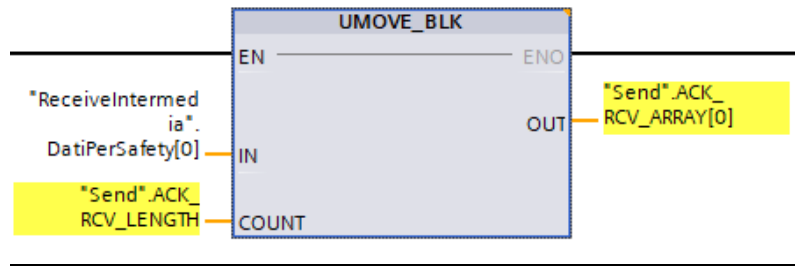 UMOVE_BLK
EN
ENO
"ReceiveIntermed
ia".
DatiPerSafety[0]
IN
"Send".ACK_
RCV_LENGTH
COUNT
OUT
"Send".ACK_
RCV_ARRAY[0]